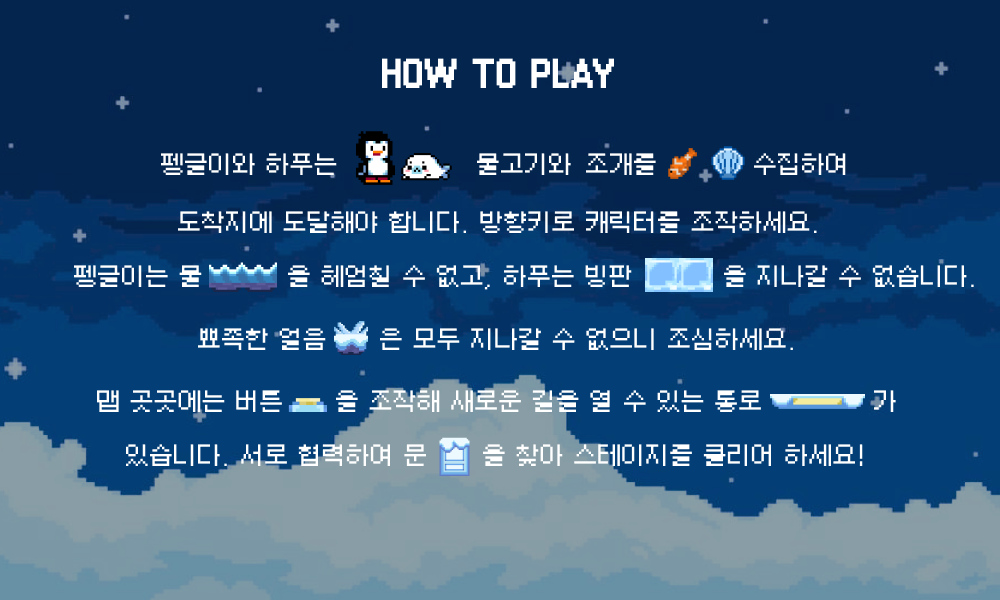 HOW TO PLAY
펭귈이와 하푸는 물고기와 조개를 수집하여
도착지에 도달해야 합니다. 방향키로 캐릭터를 조작하세요.
펭귈이는 물 을 헤엄칠 수 없고, 하푸는 빙판 을 지나갈 수 없습니다.
뾰족한 얼음 은 모두 지나갈 수 없으니 조심하세요.
맵 곳곳에는 버튼 을 조작해 새로운 길을 열 수 있는 통로 가
있습니다. 서로 협력하여 문 을 찾아 스테이지를 클리어 하세요!